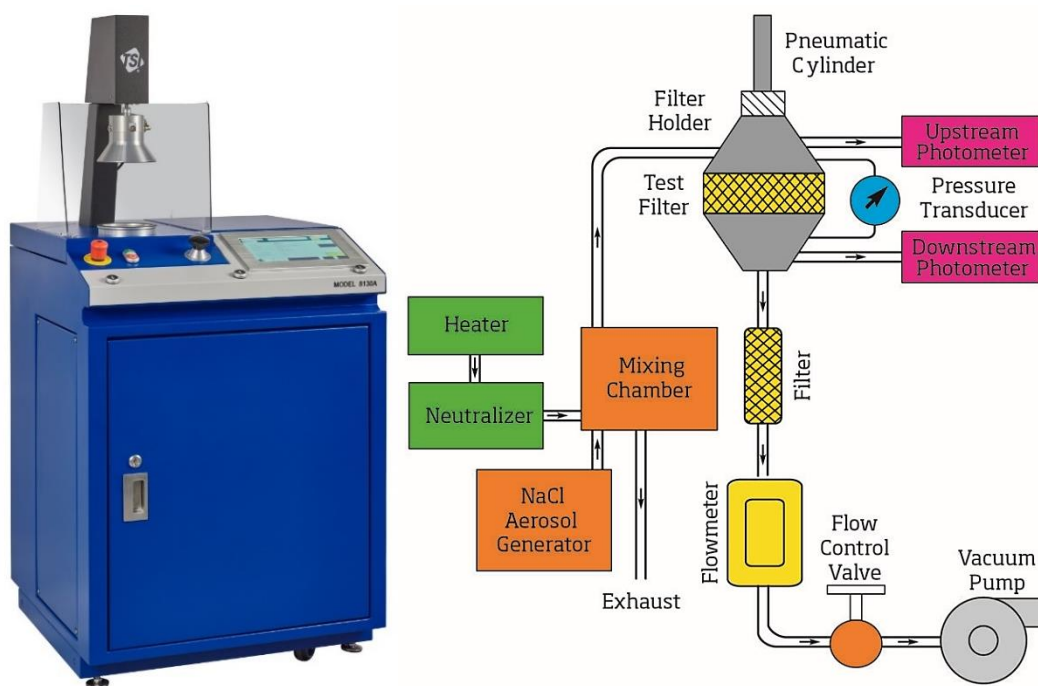 TSI
MODEL 8130A
Pneumatic
Cylinder
Filter
Holder
Upstream
Photometer
Test
Filter
Pressure
Transducer
Downstream
Photometer
Heater
Mixing
Chamber
Neutralizer
Filter
NaCl
Aerosol
Generator
Exhaust
Flowmeter
Flow
Control
Valve
Vacuum
Pump